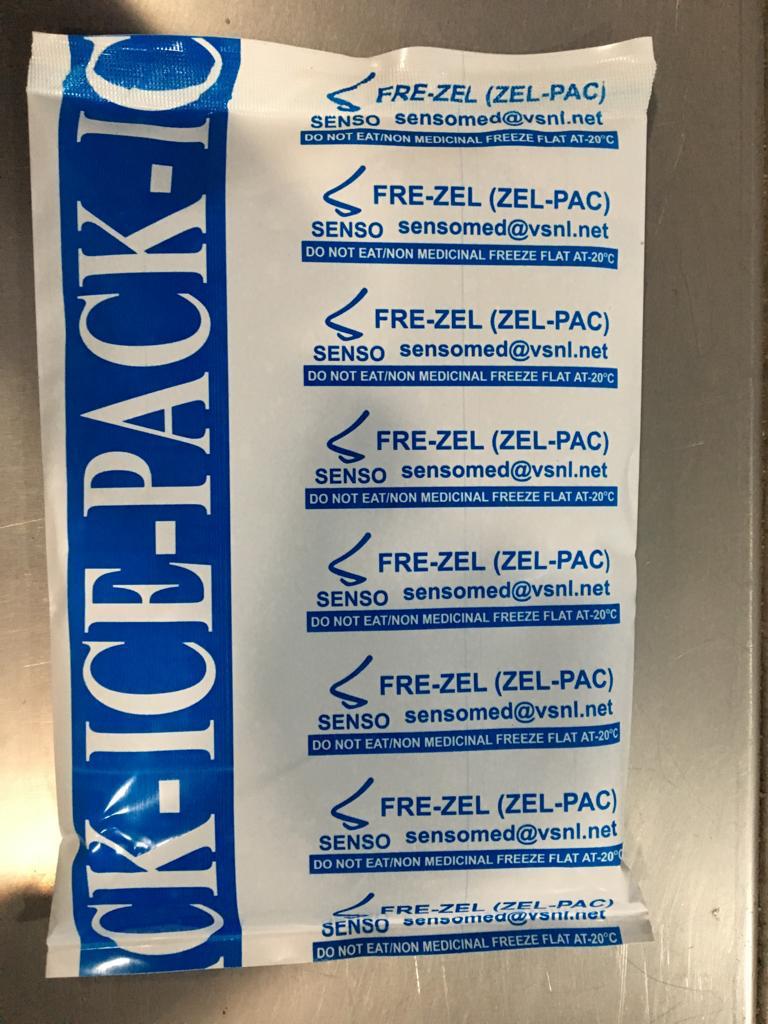 CK-ICE-PACK-IC
FRE-ZEL (ZEL-PAC)
SENSO sensomed@vsnl.net
DO NOT EAT/NON MEDICINAL FREEZE FLAT AT-20°C
FRE-ZEL (ZEL-PAC)
SENSO sensomed@vsnl.net
DO NOT EAT/NON MEDICINAL FREEZE FLAT AT-20°C
FRE-ZEL (ZEL-PAC)
SENSO sensomed@vsnl.net
DO NOT EAT/NON MEDICINAL FREEZE FLAT AT-20°C
FRE-ZEL (ZEL-PAC)
SENSO sensomed@vsnl.net
DO NOT EAT/NON MEDICINAL FREEZE FLAT AT-20°C
FRE-ZEL (ZEL-PAC)
SENSO sensomed@vsnl.net
DO NOT EAT/NON MEDICINAL FREEZE FLAT AT-20°C
FRE-ZEL (ZEL-PAC)
SENSO sensomed@vsnl.net
DO NOT EAT/NON MEDICINAL FREEZE FLAT AT-20°C
FRE-ZEL (ZEL-PAC)
SENSO sensomed@vsnl.net
DO NOT EAT/NON MEDICINAL FREEZE FLAT AT-20°C
FRE-ZEL (ZEL-PAC)
SENSO sensomed@vsnl.net
DO NOT EAT/NON MEDICINAL FREEZE FLAT AT-20°C